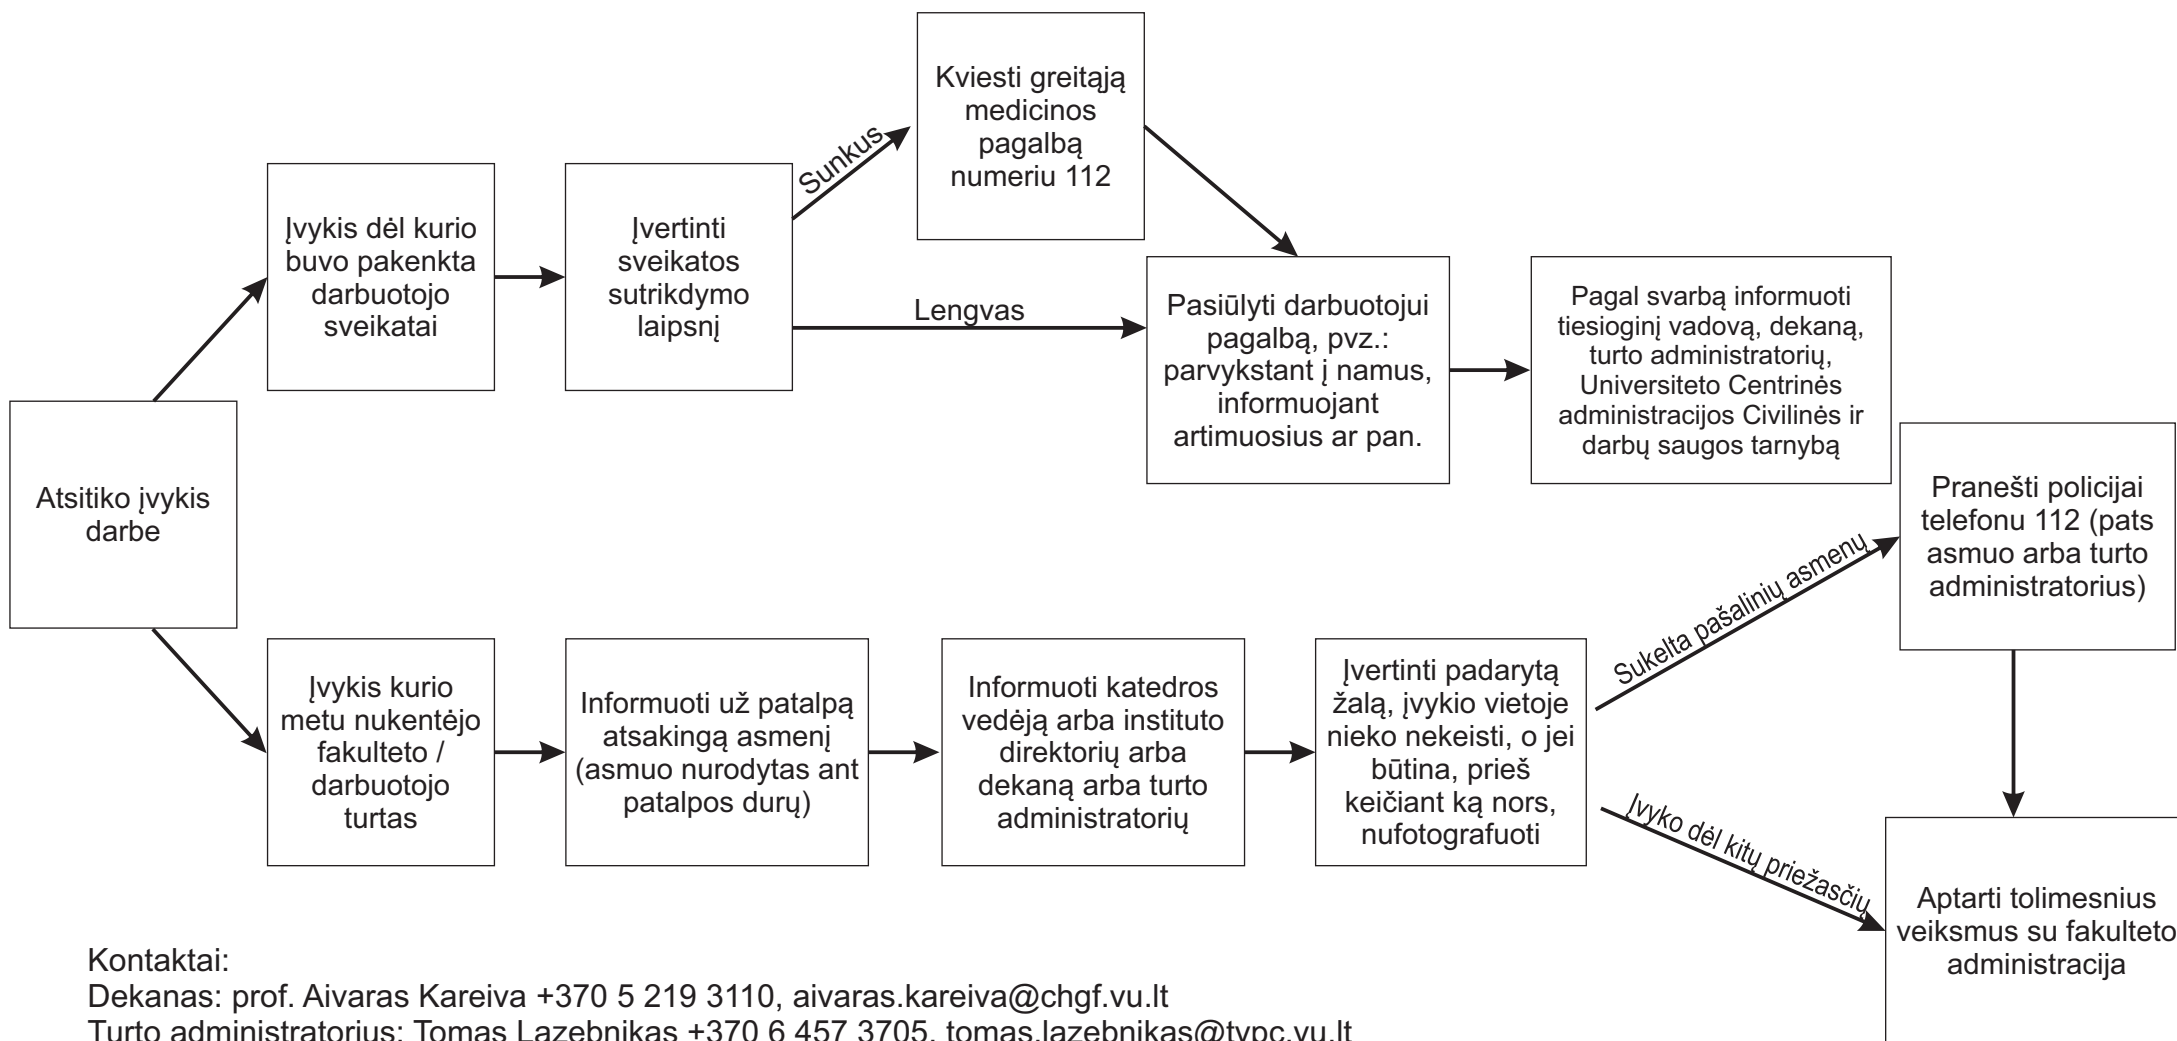 Kviesti greitąją
medicinos
pagalbą
numeriu 112
Sunkus
Įvykis dėl kurio
buvo pakenkta
darbuotojo
sveikatai
Įvertinti
sveikatos
sutrikdymo
laipsnį
Lengvas
Pasiūlyti darbuotojui
pagalbą, pvz.:
parvykstant į namus,
informuojant
artimuosius ar pan.
Pagal svarbą informuoti
tiesioginį vadovą, dekaną,
turto administratorių,
Universiteto Centrinės
administracijos Civilinės ir
darbų saugos tarnybą
Atsitiko įvykis
darbe
Pranešti policijai
telefonu 112 (pats
asmuo arba turto
administratorius)
Sukelta pašalinių asmenų
Įvykis kurio
metu nukentėjo
fakulteto /
darbuotojo
turtas
Informuoti už patalpą
atsakingą asmenį
(asmuo nurodytas ant
patalpos durų)
Informuoti katedros
vedėją arba instituto
direktorių arba
dekaną arba turto
administratorių
Įvertinti padarytą
žalą, įvykio vietoje
nieko nekeisti, o jei
būtina, prieš
keičiant ką nors,
nufotografuoti
Įvyko dėl kitų priežasčių
Aptarti tolimesnius
veiksmus su fakulteto
administracija
Kontaktai:
Dekanas: prof. Aivaras Kareiva +370 5 219 3110, aivaras.kareiva@chgf.vu.lt
Turto administratorius: Tomas Lazebnikas +370 6 457 3705, tomas.lazebnikas@tvpc.vu.lt